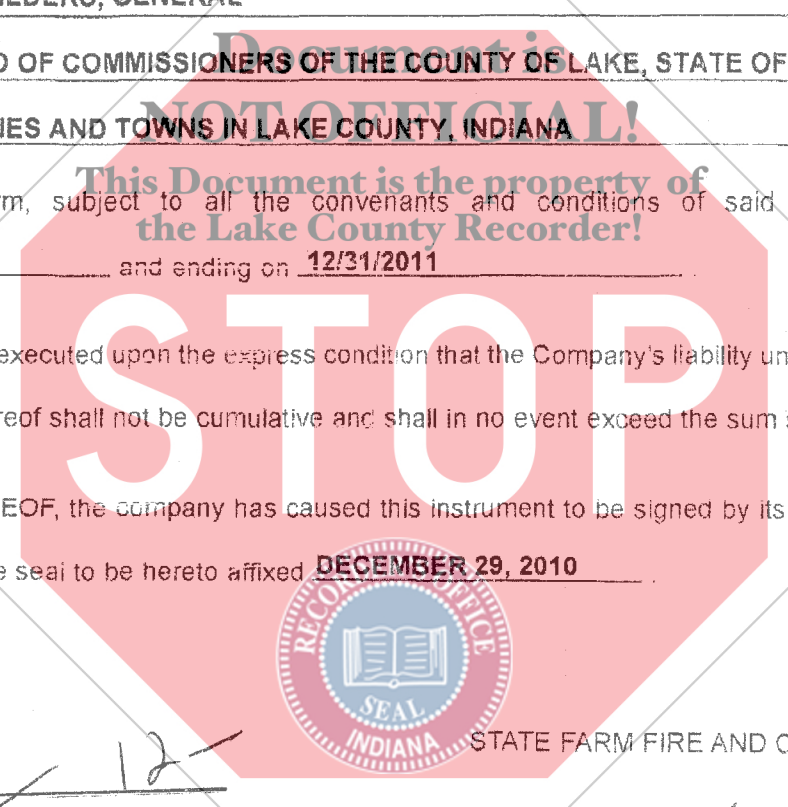 GENERAL
Document is
O OF COMMISSIONERS OF THE COUNTY OF LAKE, STATE OF
NOT OFFICIAL!
IES AND TOWNS IN LAKE COUNTY, INDIANA
This Document is the property of
rm, subject to all the convenants and conditions of said
the Lake County Recorder!
and ending on 12/31/2011
STOP
executed upon the express condition that the Company's liability un
reof shall not be cumulative and shall in no event exceed the sum
EOF, the company has caused this instrument to be signed by its
e seal to be hereto affixed DECEMBER 29, 2010
OFFICE
SEAL
INDIANA
STATE FARM FIRE AND C
12-